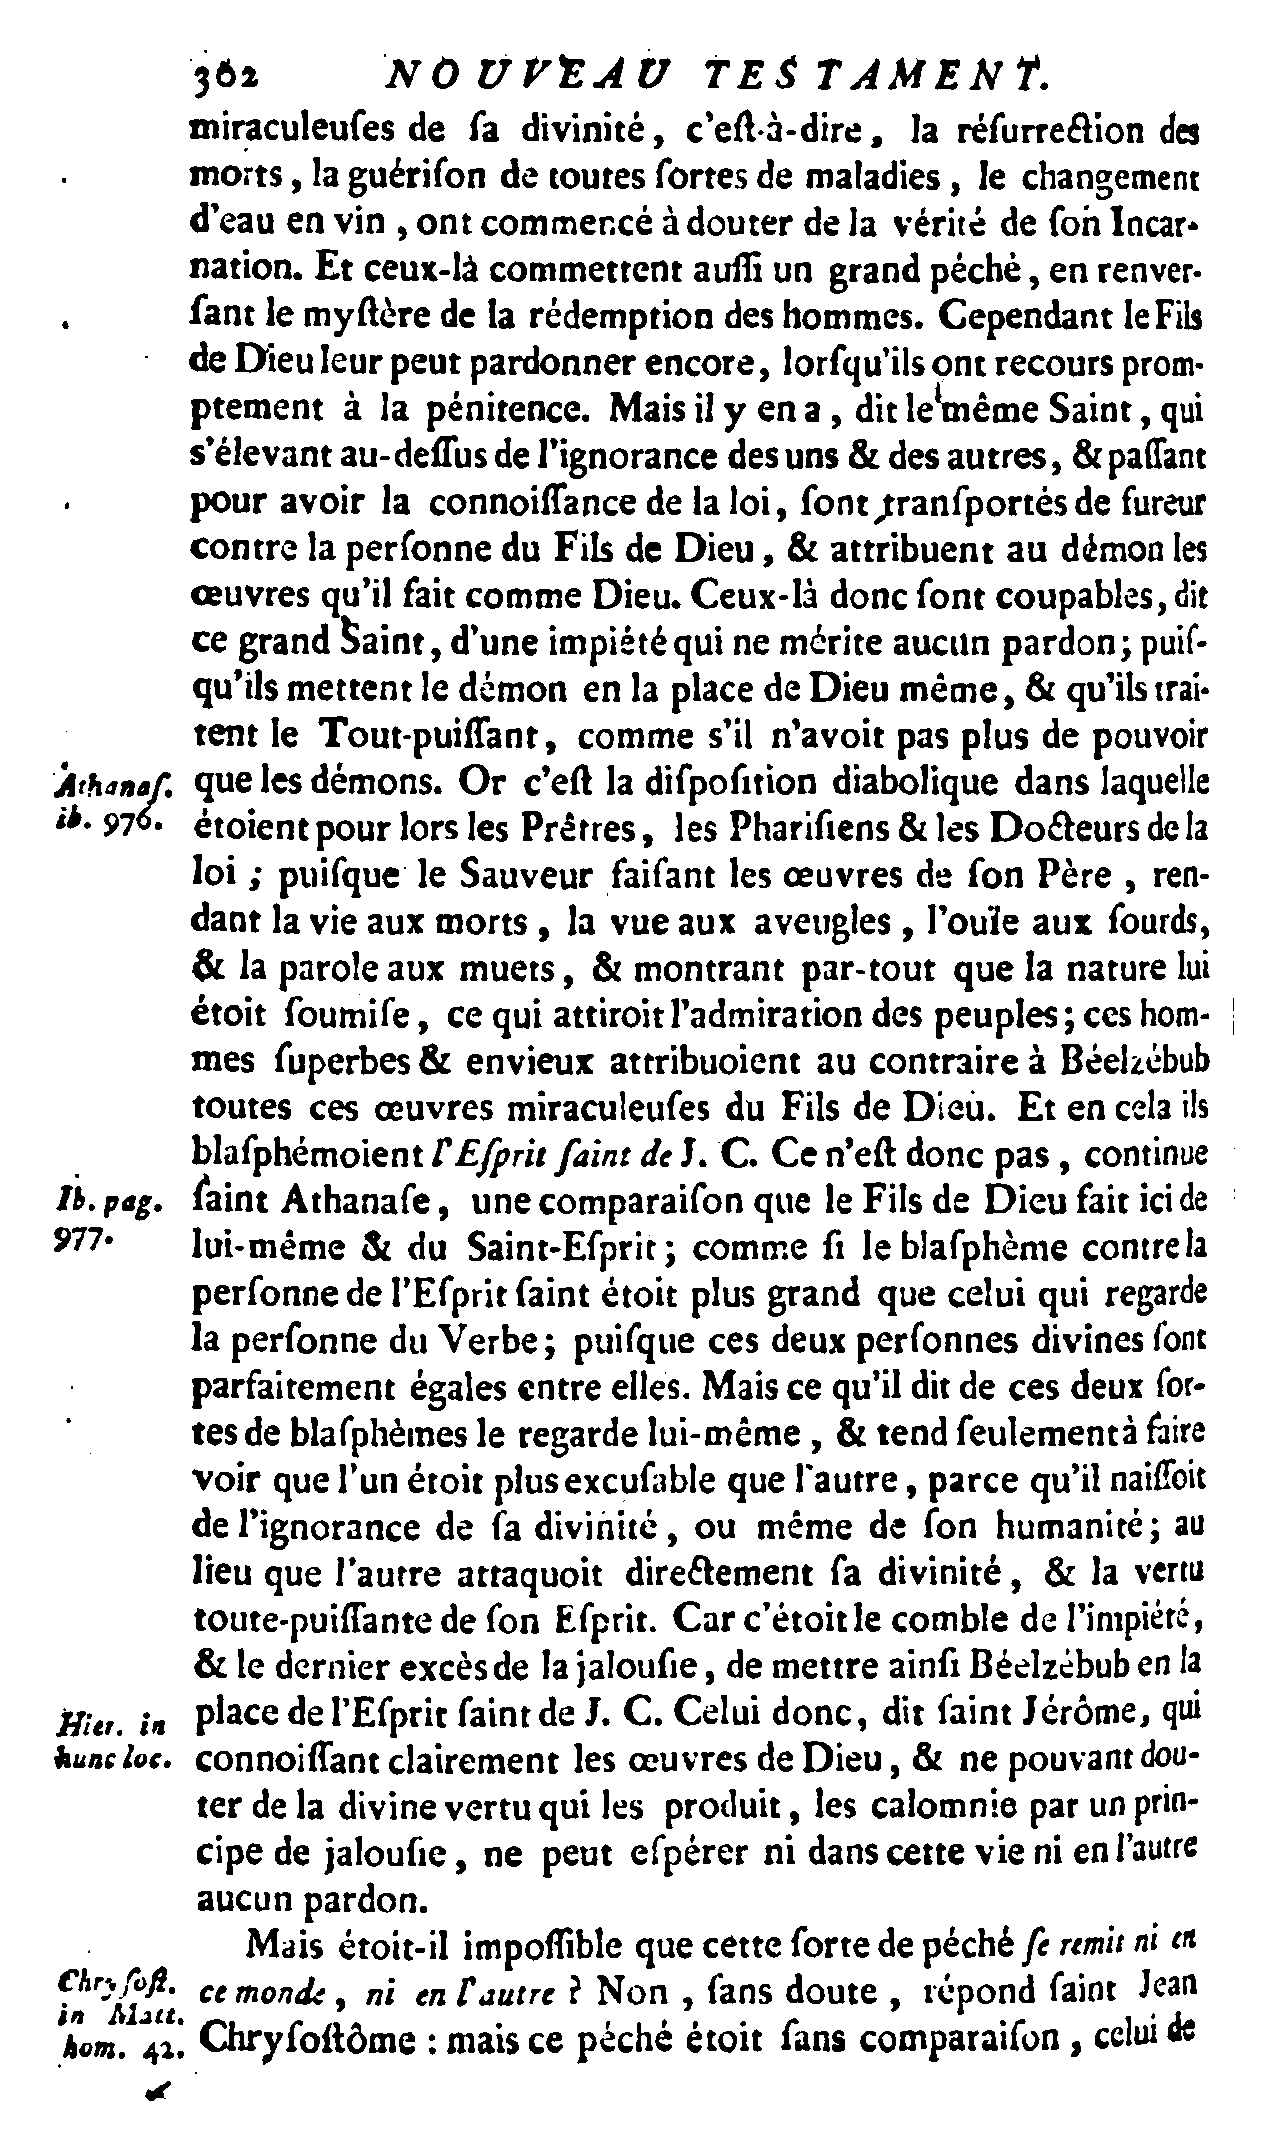 362 NOUVEAU TESTAMENT.
miraculeuſes de ſa divinité, c'eſt-à-dire, la réſurrection des
morts, la guériſon de toutes ſortes de maladies, le changement
d'eau en vin, ont commencé à douter de la vérité de ſon Incar-
nation. Et ceux-là commettent auſſi un grand péché, en renver-
ſant le myſtère de la rédemption des hommes. Cependant le Fils
de Dieu leur peut pardonner encore, lorſqu'ils ont recours prom-
ptement à la pénitence. Mais il y en a, dit le même Saint, qui
s'élevant au-deſſus de l'ignorance des uns & des autres, & paſſant
pour avoir la connoiſſance de la loi, ſont tranſportés de fureur
contre la perſonne du Fils de Dieu, & attribuent au démon les
œuvres qu'il fait comme Dieu. Ceux-là donc ſont coupables, dit
ce grand Saint, d'une impiété qui ne mérite aucun pardon; puiſ-
qu'ils mettent le démon en la place de Dieu même, & qu'ils trai-
tent le Tout-puiſſant, comme s'il n'avoit pas plus de pouvoir
Athanaſ. que les démons. Or c'eſt la diſpoſition diabolique dans laquelle
ib. 976. étoient pour lors les Prêtres, les Phariſiens & les Docteurs de la
loi; puiſque le Sauveur faiſant les œuvres de ſon Père, ren-
dant la vie aux morts, la vue aux aveugles, l'ouïe aux ſourds,
& la parole aux muets, & montrant par-tout que la nature lui
étoit ſoumiſe, ce qui attiroit l'admiration des peuples; ces hom-
mes ſuperbes & envieux attribuoient au contraire à Béelzébub
toutes ces œuvres miraculeuſes du Fils de Dieu. Et en cela ils
blaſphémoient l'Eſprit ſaint de J. C. Ce n'eſt donc pas, continue
Ib. pag. ſaint Athanaſe, une comparaiſon que le Fils de Dieu fait ici de
977. lui-même & du Saint-Eſprit; comme ſi le blaſphème contre la
perſonne de l'Eſprit ſaint étoit plus grand que celui qui regarde
la perſonne du Verbe; puiſque ces deux perſonnes divines ſont
parfaitement égales entre elles. Mais ce qu'il dit de ces deux ſor-
tes de blaſphèmes le regarde lui-même, & tend ſeulement à faire
voir que l'un étoit plus excuſable que l'autre, parce qu'il naiſſoit
de l'ignorance de ſa divinité, ou même de ſon humanité; au
lieu que l'autre attaquoit directement ſa divinité, & la vertu
toute-puiſſante de ſon Eſprit. Car c'étoit le comble de l'impiété,
& le dernier excès de la jalouſie, de mettre ainſi Béelzébub en la
Hier. in place de l'Eſprit ſaint de J. C. Celui donc, dit ſaint Jérôme, qui
hunc loc. connoiſſant clairement les œuvres de Dieu, & ne pouvant dou-
ter de la divine vertu qui les produit, les calomnie par un prin-
cipe de jalouſie, ne peut eſpérer ni dans cette vie ni en l'autre
aucun pardon.
Mais étoit-il impoſſible que cette ſorte de péché ſe remit ni en
Chryſoſt. ce monde, ni en l'autre? Non, ſans doute, répond ſaint Jean
in Matt.
hom. 42. Chryſoſtôme: mais ce péché étoit ſans comparaiſon, celui de